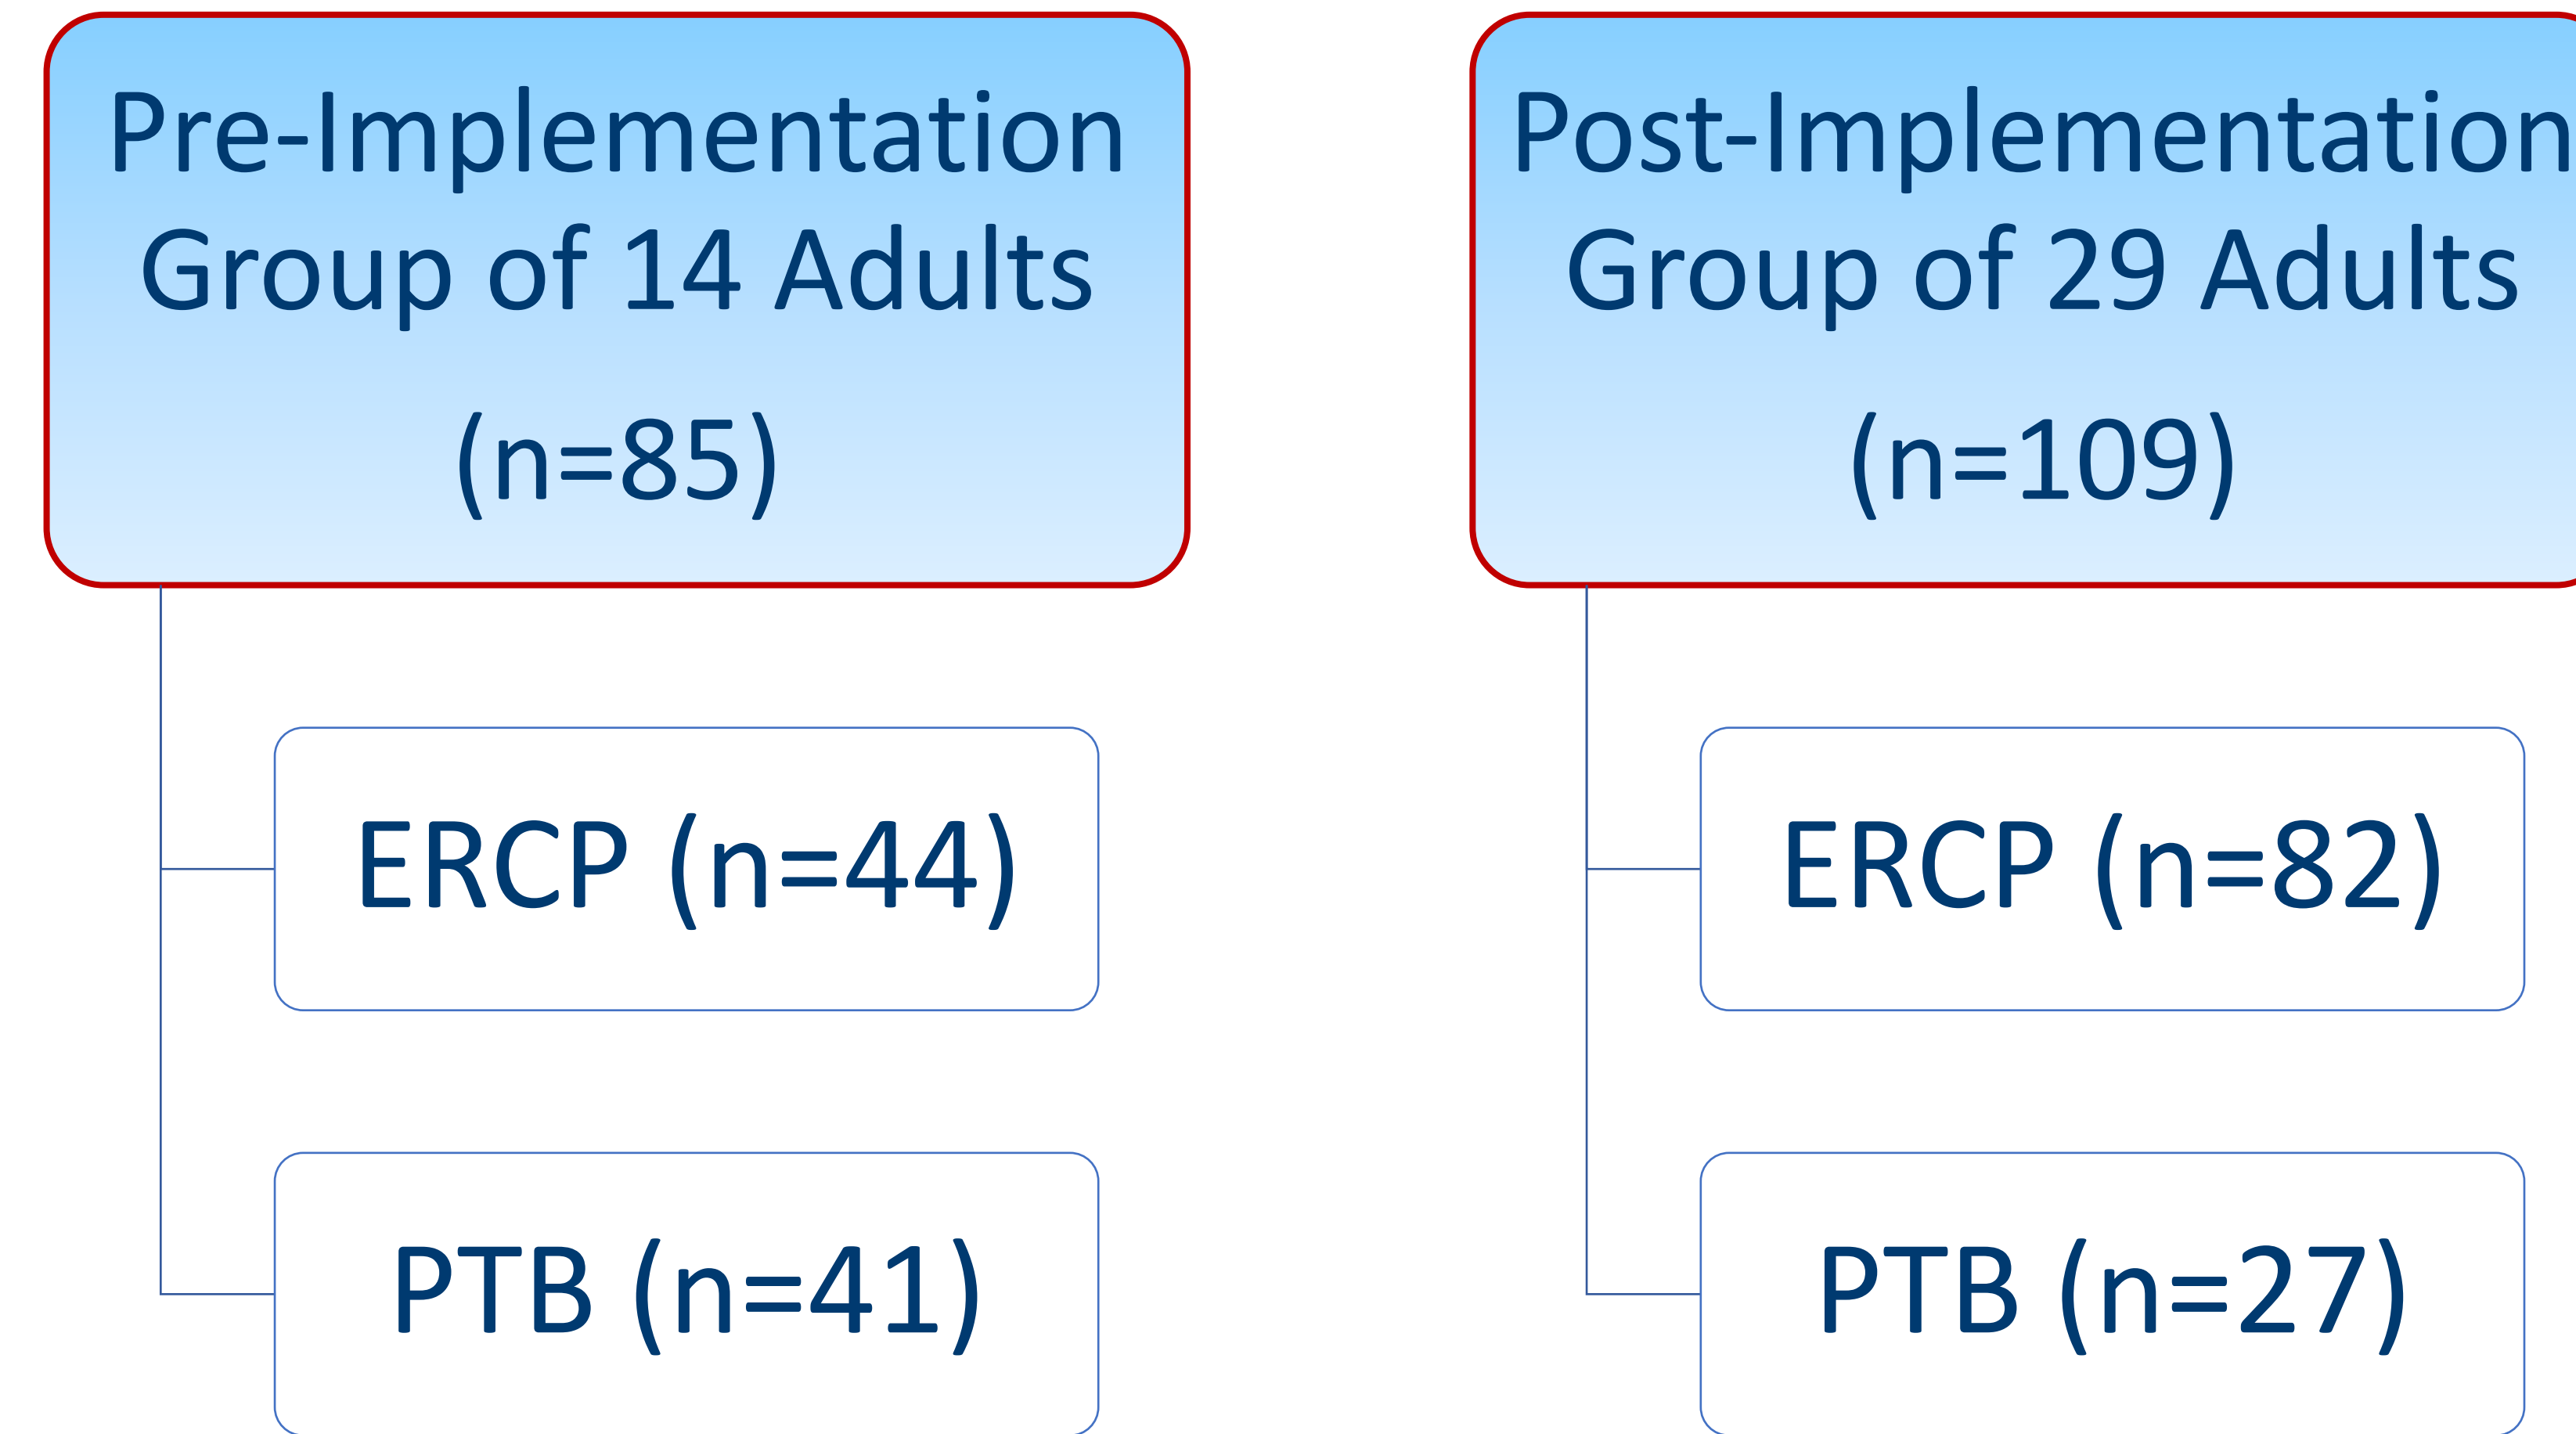 Pre-Implementation
Group of 14 Adults
(n=85)
ERCP (n=44)
PTB (n=41)
Post-Implementation
Group of 29 Adults
(n=109)
ERCP (n=82)
PTB (n=27)